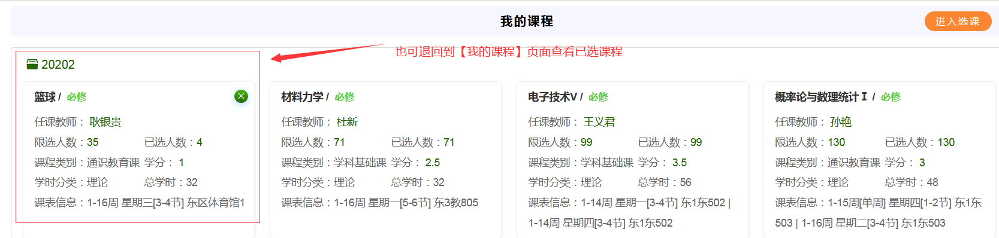 我的课程
进入选课
也可退回到【我的课程】页面查看已选课程
20202
篮球 / 必修
任课教师： 耿银贵
限选人数：35 已选人数：4
课程类别：通识教育课 学分： 1
学时分类：理论 总学时：32
课表信息：1-16周 星期三[3-4节] 东区体育馆1
材料力学 / 必修
任课教师： 杜新
限选人数：71 已选人数：71
课程类别：学科基础课 学分： 2.5
学时分类：理论 总学时：32
课表信息：1-16周 星期一[5-6节] 东3教805
电子技术V / 必修
任课教师： 王义君
限选人数：99 已选人数：99
课程类别：学科基础课 学分： 3.5
学时分类：理论 总学时：56
课表信息：1-14周 星期一[3-4节] 东1东502 |
1-14周 星期四[3-4节] 东1东502
概率论与数理统计Ⅰ / 必修
任课教师： 孙艳
限选人数：130 已选人数：130
课程类别：通识教育课 学分： 3
学时分类：理论 总学时：48
课表信息：1-15周[单周] 星期四[1-2节] 东1东
503 | 1-16周 星期二[3-4节] 东1东503